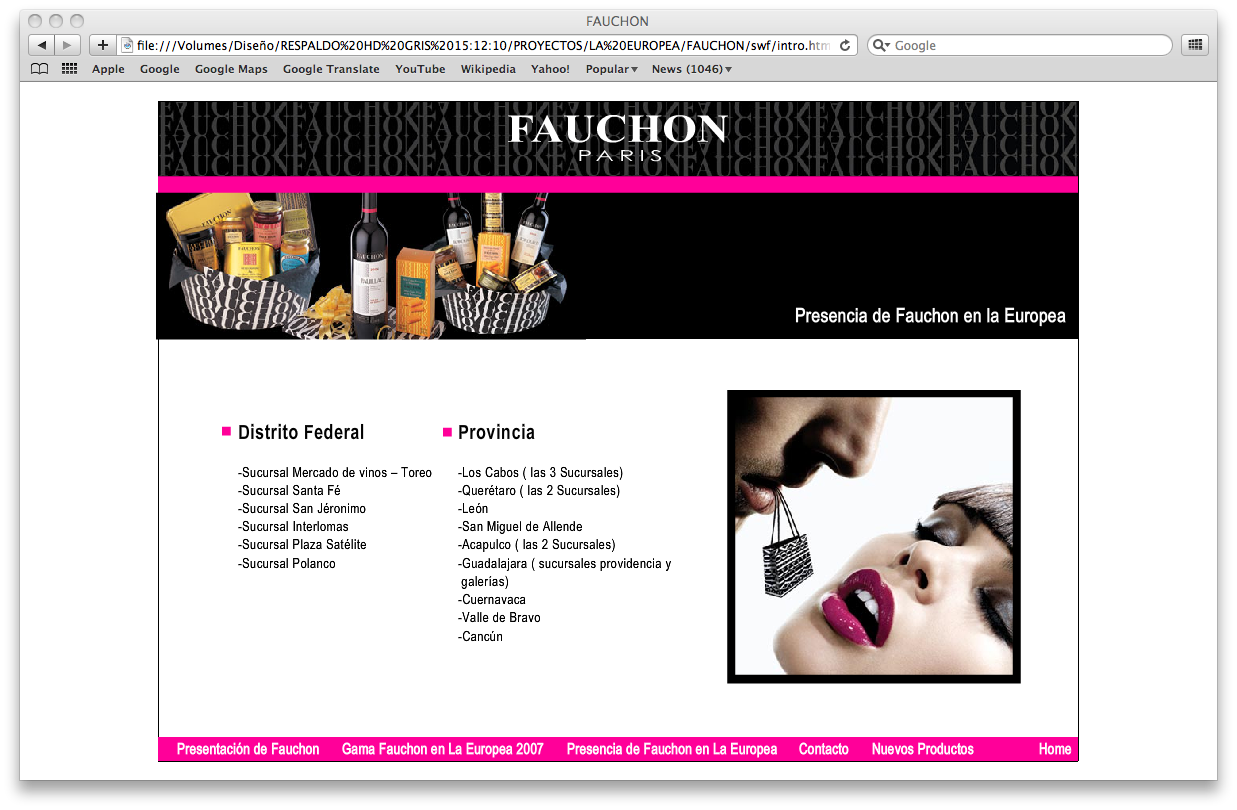 FAUCHON
file:///Volumes/Diseño/RESPALDO%20HD%20GRIS%2015:12:10/PROYECTOS/LA%20EUROPEA/FAUCHON/swf/intro.htm
Google
Apple Google Google Maps Google Translate YouTube Wikipedia Yahoo! Popular News (1046)
FAUCHON
PARIS
Presencia de Fauchon en la Europea
Distrito Federal
-Sucursal Mercado de vinos – Toreo
-Sucursal Santa Fé
-Sucursal San Jéronimo
-Sucursal Interlomas
-Sucursal Plaza Satélite
-Sucursal Polanco
Provincia
-Los Cabos ( las 3 Sucursales)
-Querétaro ( las 2 Sucursales)
-León
-San Miguel de Allende
-Acapulco ( las 2 Sucursales)
-Guadalajara ( sucursales providencia y
galerías)
-Cuernavaca
-Valle de Bravo
-Cancún
Presentación de Fauchon Gama Fauchon en La Europea 2007 Presencia de Fauchon en La Europea Contacto Nuevos Productos Home